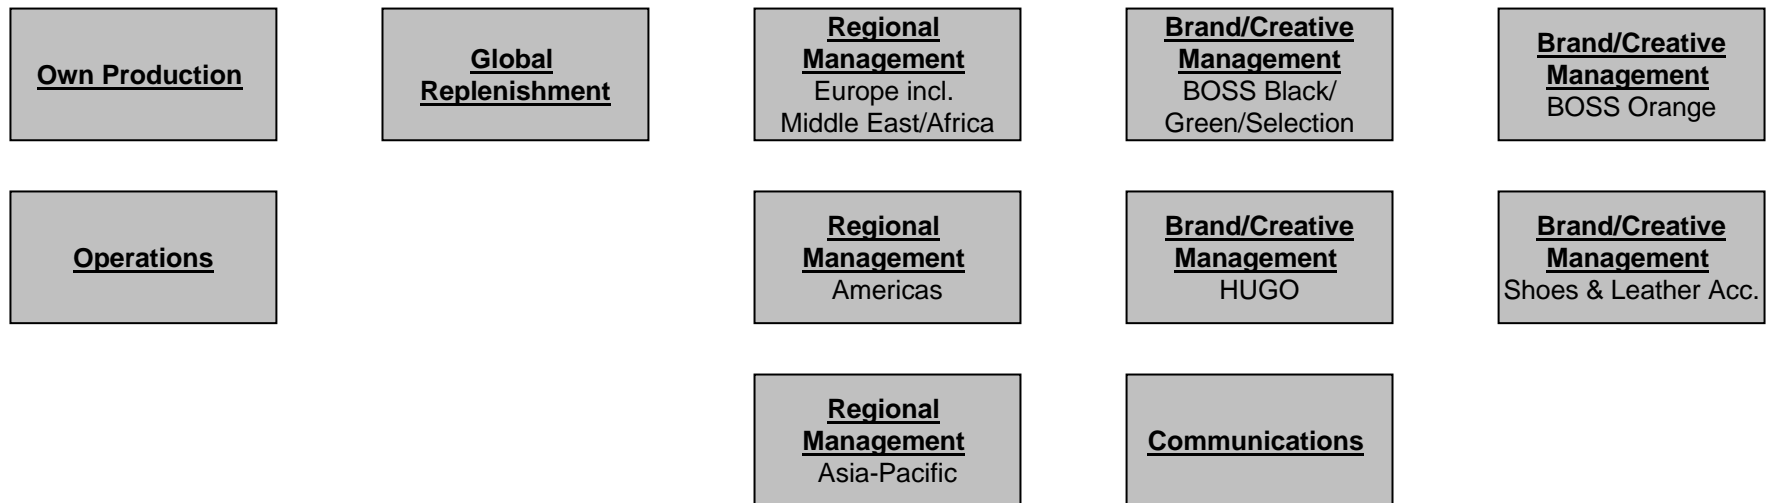 Own Production
Global
Replenishment
Regional
Management
Europe incl.
Middle East/Africa
Brand/Creative
Management
BOSS Black/
Green/Selection
Brand/Creative
Management
BOSS Orange
Operations
Regional
Management
Americas
Brand/Creative
Management
HUGO
Brand/Creative
Management
Shoes & Leather Acc.
Regional
Management
Asia-Pacific
Communications